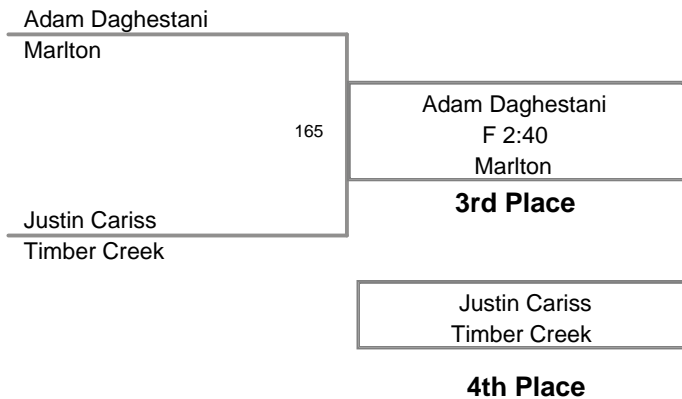 Adam Daghestani
Marlton
165
Adam Daghestani
F 2:40
Marlton
3rd Place
Justin Cariss
Timber Creek
Justin Cariss
Timber Creek
4th Place